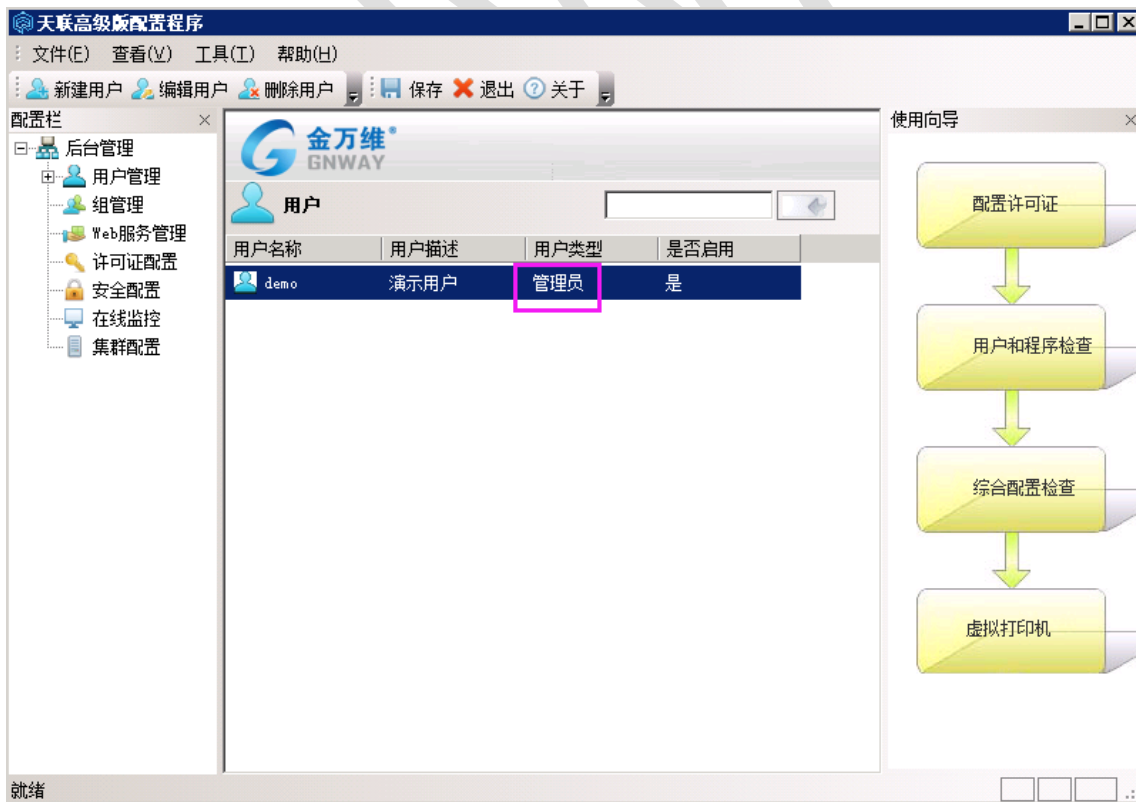 天联高级版配置程序
文件(F) 查看(V) 工具(T) 帮助(H)
新建用户 编辑用户 删除用户 保存 退出 关于
配置栏
后台管理
用户管理
组管理
Web服务管理
许可证配置
安全配置
在线监控
集群配置
金万维®
GNWAY
用户
用户名称 用户描述 用户类型 是否启用
demo 演示用户 管理员 是
使用向导
配置许可证
用户和程序检查
综合配置检查
虚拟打印机
就绪